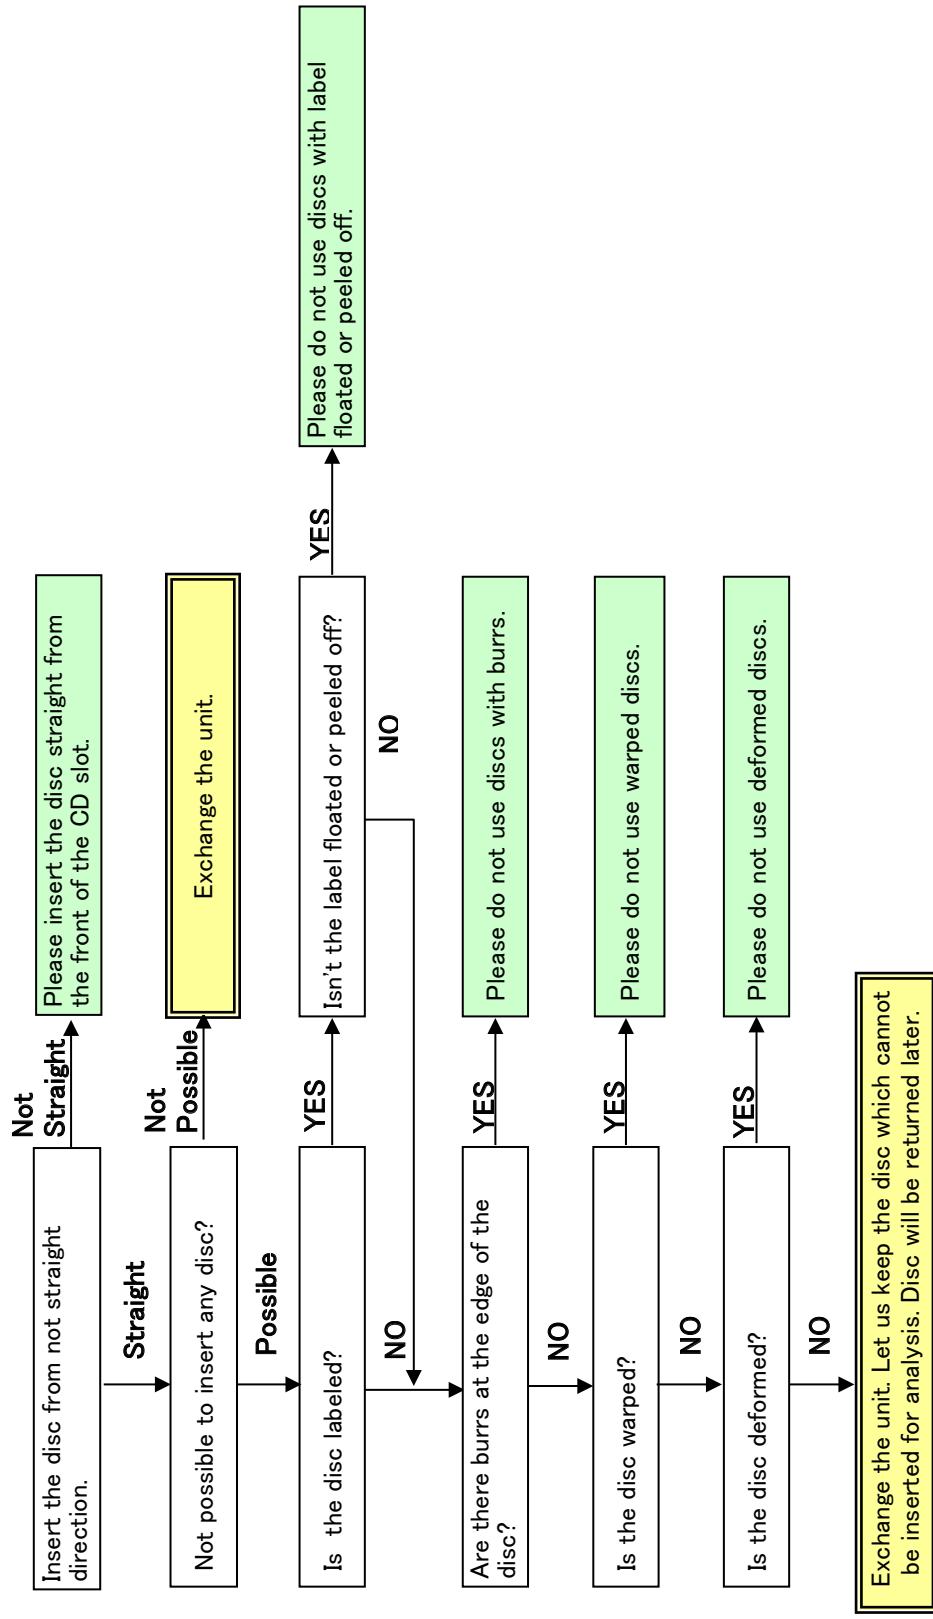 Insert the disc from not straight
direction.
Not
Straight
Please insert the disc straight from
the front of the CD slot.
Straight
Not possible to insert any disc?
Not
Possible
Exchange the unit.
Possible
Is the disc labeled?
YES
Isn't the label floated or peeled off?
YES
Please do not use discs with label
floated or peeled off.
NO
NO
Are there burrs at the edge of the
disc?
YES
Please do not use discs with burrs.
NO
Is the disc warped?
YES
Please do not use warped discs.
NO
Is the disc deformed?
YES
Please do not use deformed discs.
NO
Exchange the unit. Let us keep the disc which cannot
be inserted for analysis. Disc will be returned later.